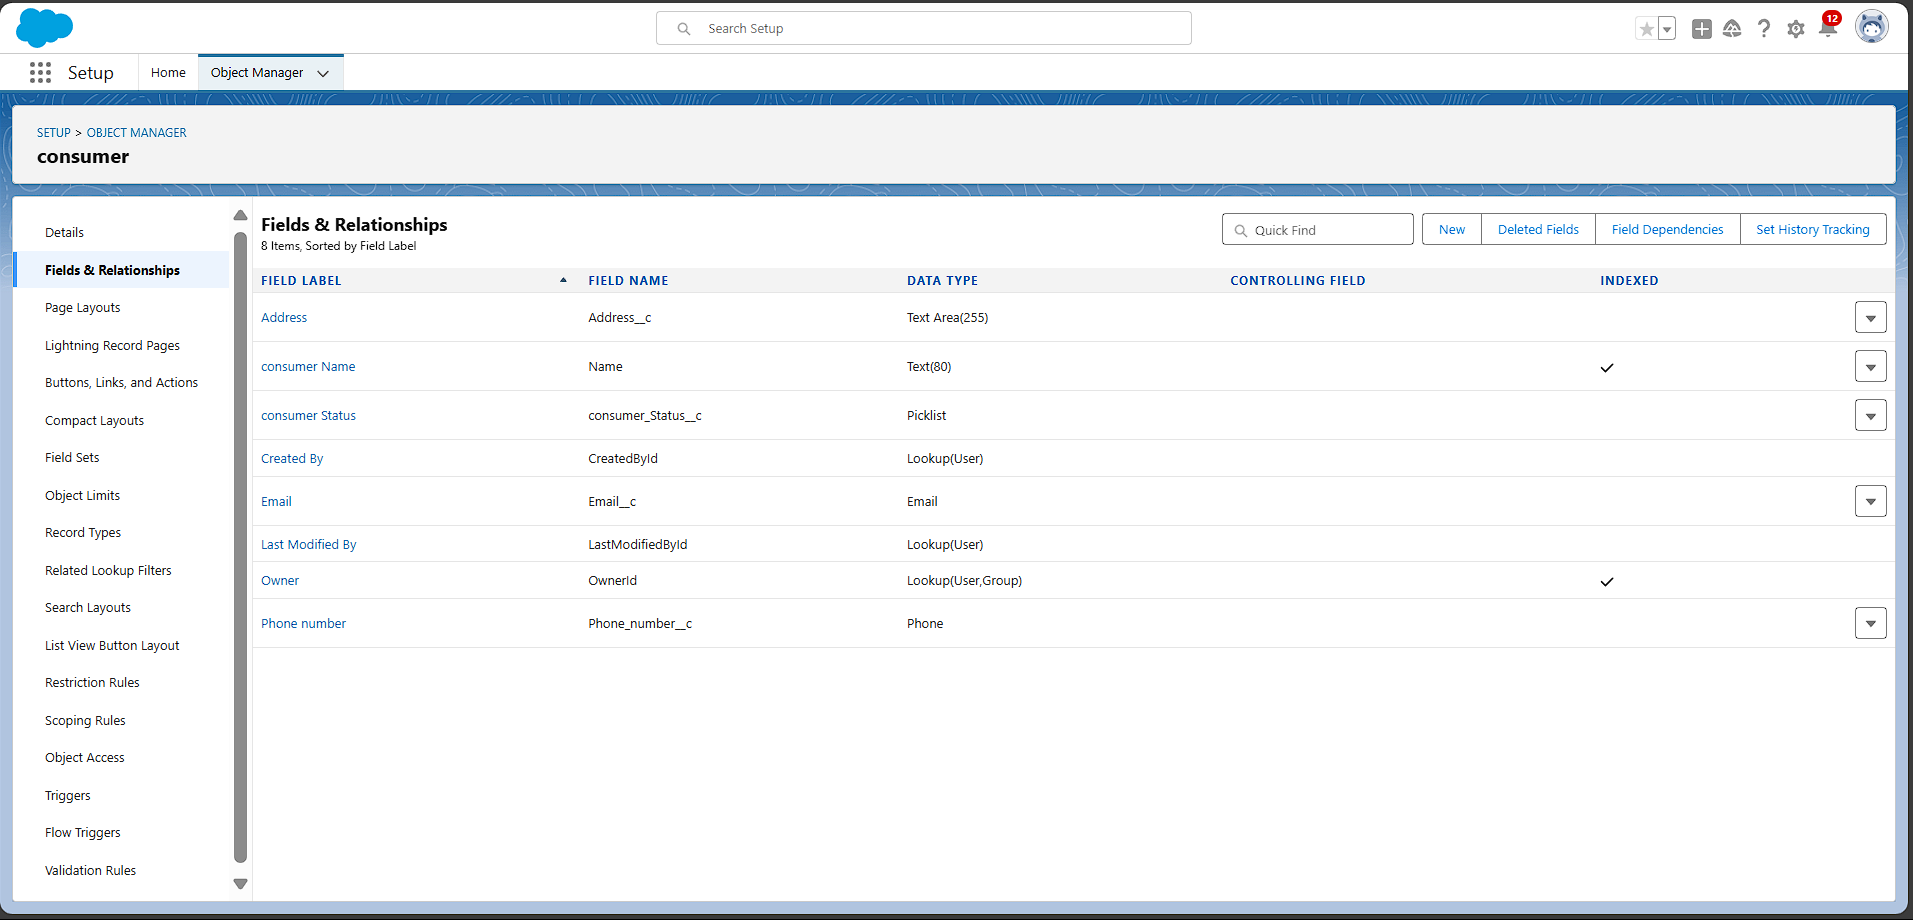 Search Setup
12
Setup
Home
Object Manager
SETUP > OBJECT MANAGER
consumer
Details
Fields & Relationships
Page Layouts
Lightning Record Pages
Buttons, Links, and Actions
Compact Layouts
Field Sets
Object Limits
Record Types
Related Lookup Filters
Search Layouts
List View Button Layout
Restriction Rules
Scoping Rules
Object Access
Triggers
Flow Triggers
Validation Rules
Fields & Relationships
8 Items, Sorted by Field Label
Quick Find
New
Deleted Fields
Field Dependencies
Set History Tracking
FIELD LABEL FIELD NAME DATA TYPE CONTROLLING FIELD INDEXED
Address Address__c Text Area(255)
consumer Name Name Text(80)
consumer Status consumer_Status__c Picklist
Created By CreatedById Lookup(User)
Email Email__c Email
Last Modified By LastModifiedById Lookup(User)
Owner OwnerId Lookup(User,Group)
Phone number Phone_number__c Phone